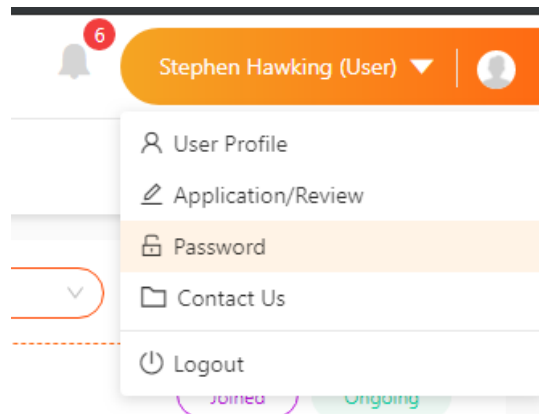 6
Stephen Hawking (User)
User Profile
Application/Review
Password
Contact Us
Logout
Joined
Ongoing